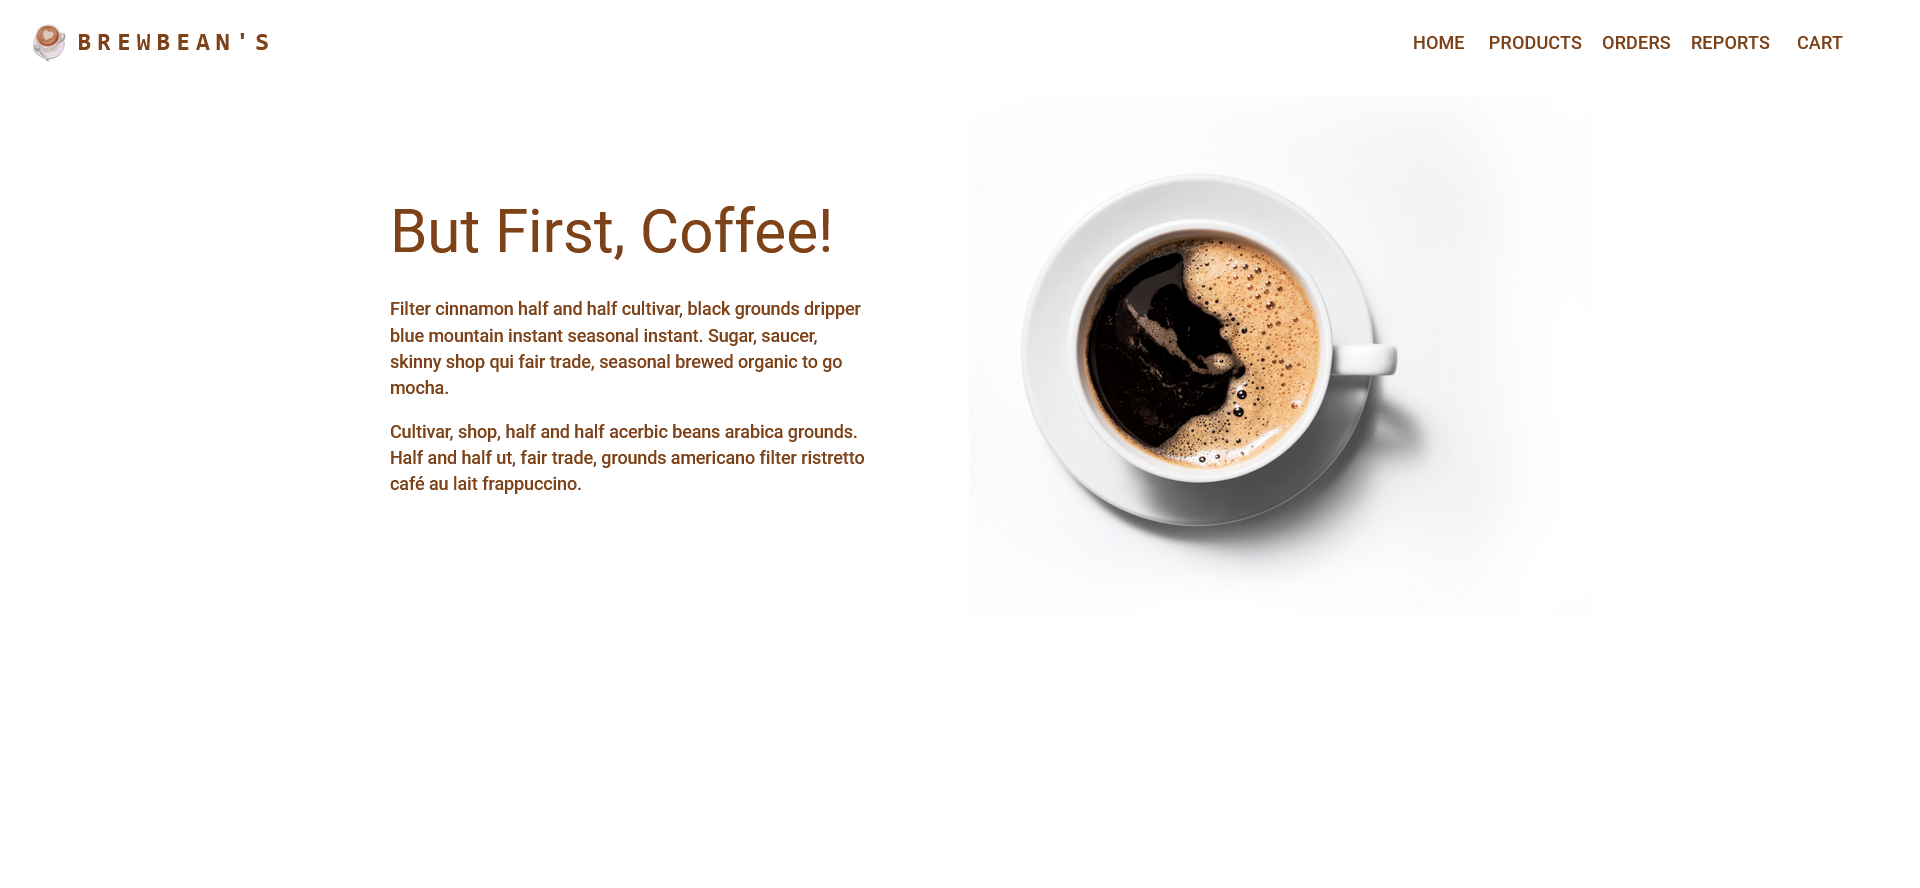 BREWBEAN'S
HOME PRODUCTS ORDERS REPORTS CART
But First, Coffee!
Filter cinnamon half and half cultivar, black grounds dripper
blue mountain instant seasonal instant. Sugar, saucer,
skinny shop qui fair trade, seasonal brewed organic to go
mocha.
Cultivar, shop, half and half acerbic beans arabica grounds.
Half and half ut, fair trade, grounds americano filter ristretto
café au lait frappuccino.